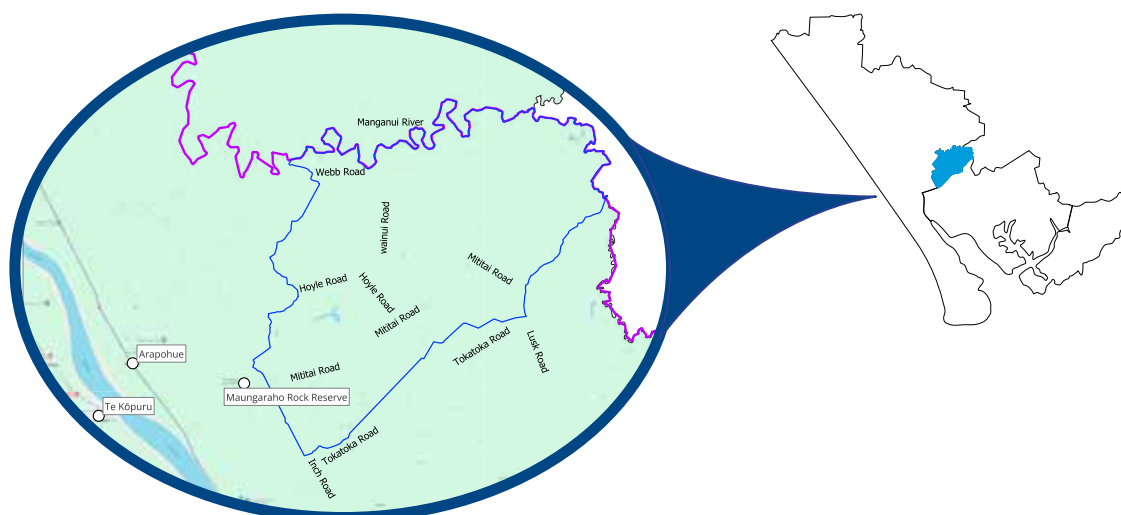 Manganui River
Webb Road
wainui Road
Mititai Road
Hoyle Road
Hoyle Road
Mititai Road
Tokatoka Road
Lusk Road
Arapohue
Mititai Road
Maungaraho Rock Reserve
Te Kōpuru
Tokatoka Road
Inch Road